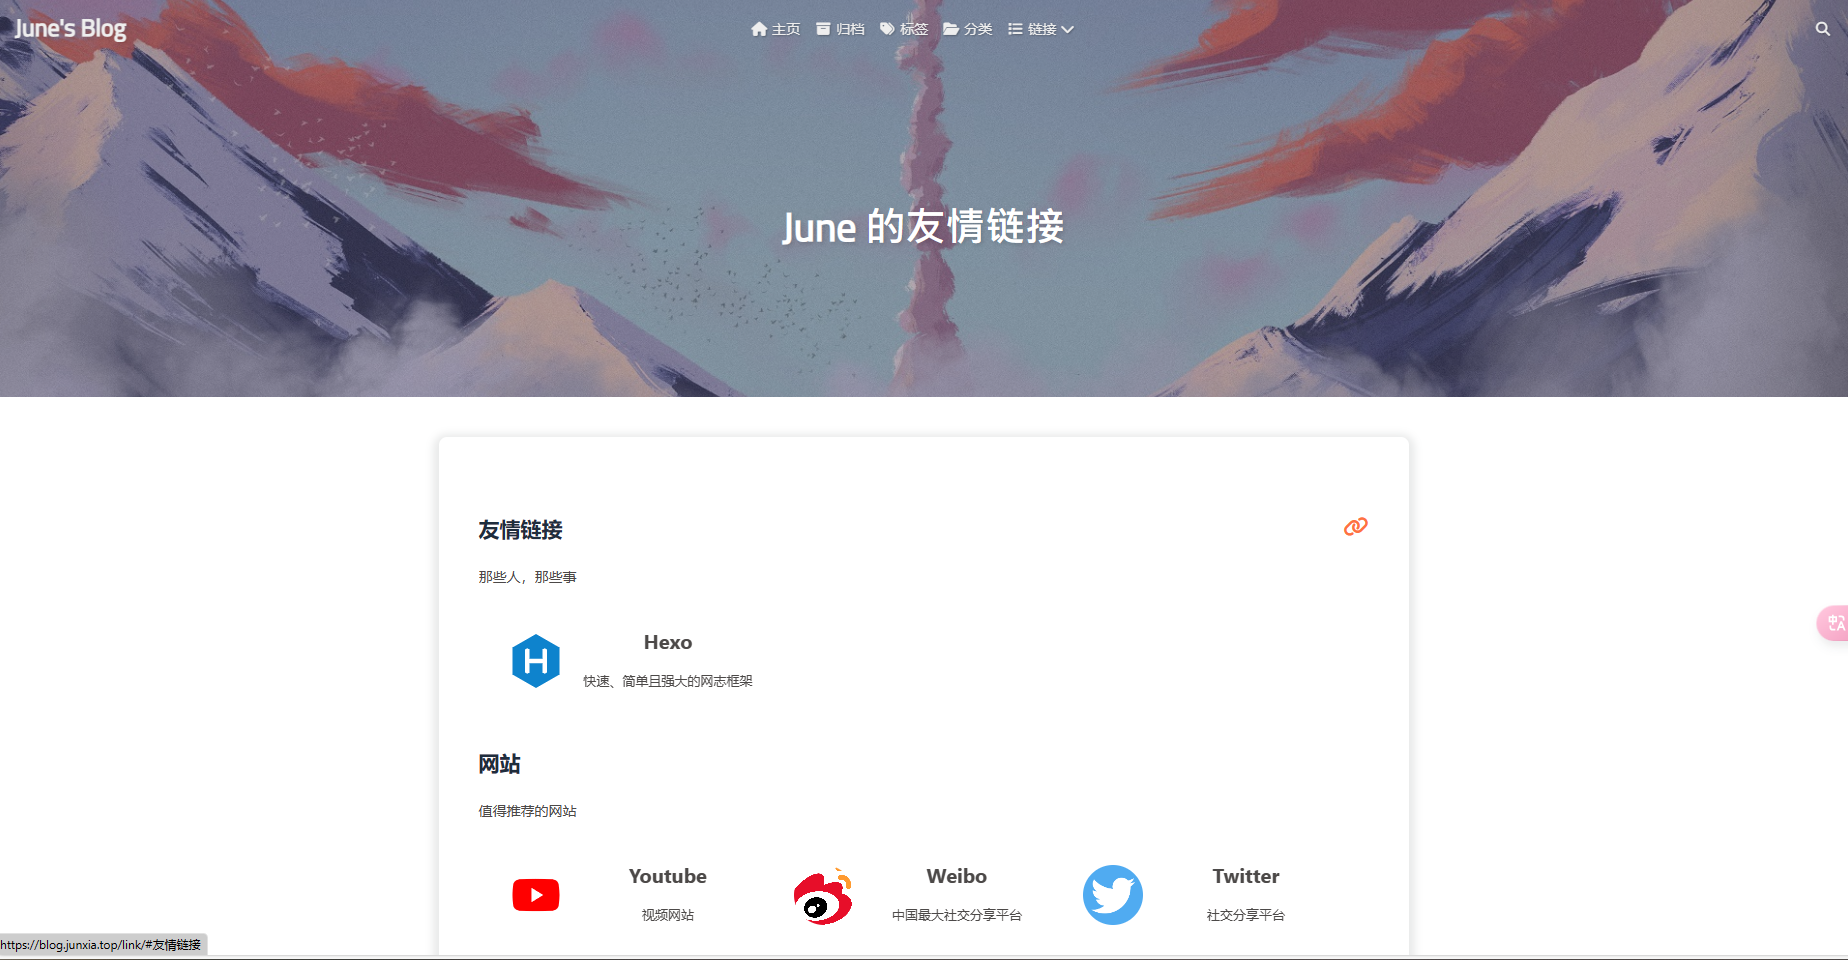 June's Blog
主页 归档 标签 分类 链接
June 的友情链接
友情链接
那些人，那些事
Hexo
快速、简单且强大的网志框架
网站
值得推荐的网站
Youtube
视频网站
Weibo
中国最大社交分享平台
Twitter
社交分享平台
https://blog.junxia.top/link/#友情链接